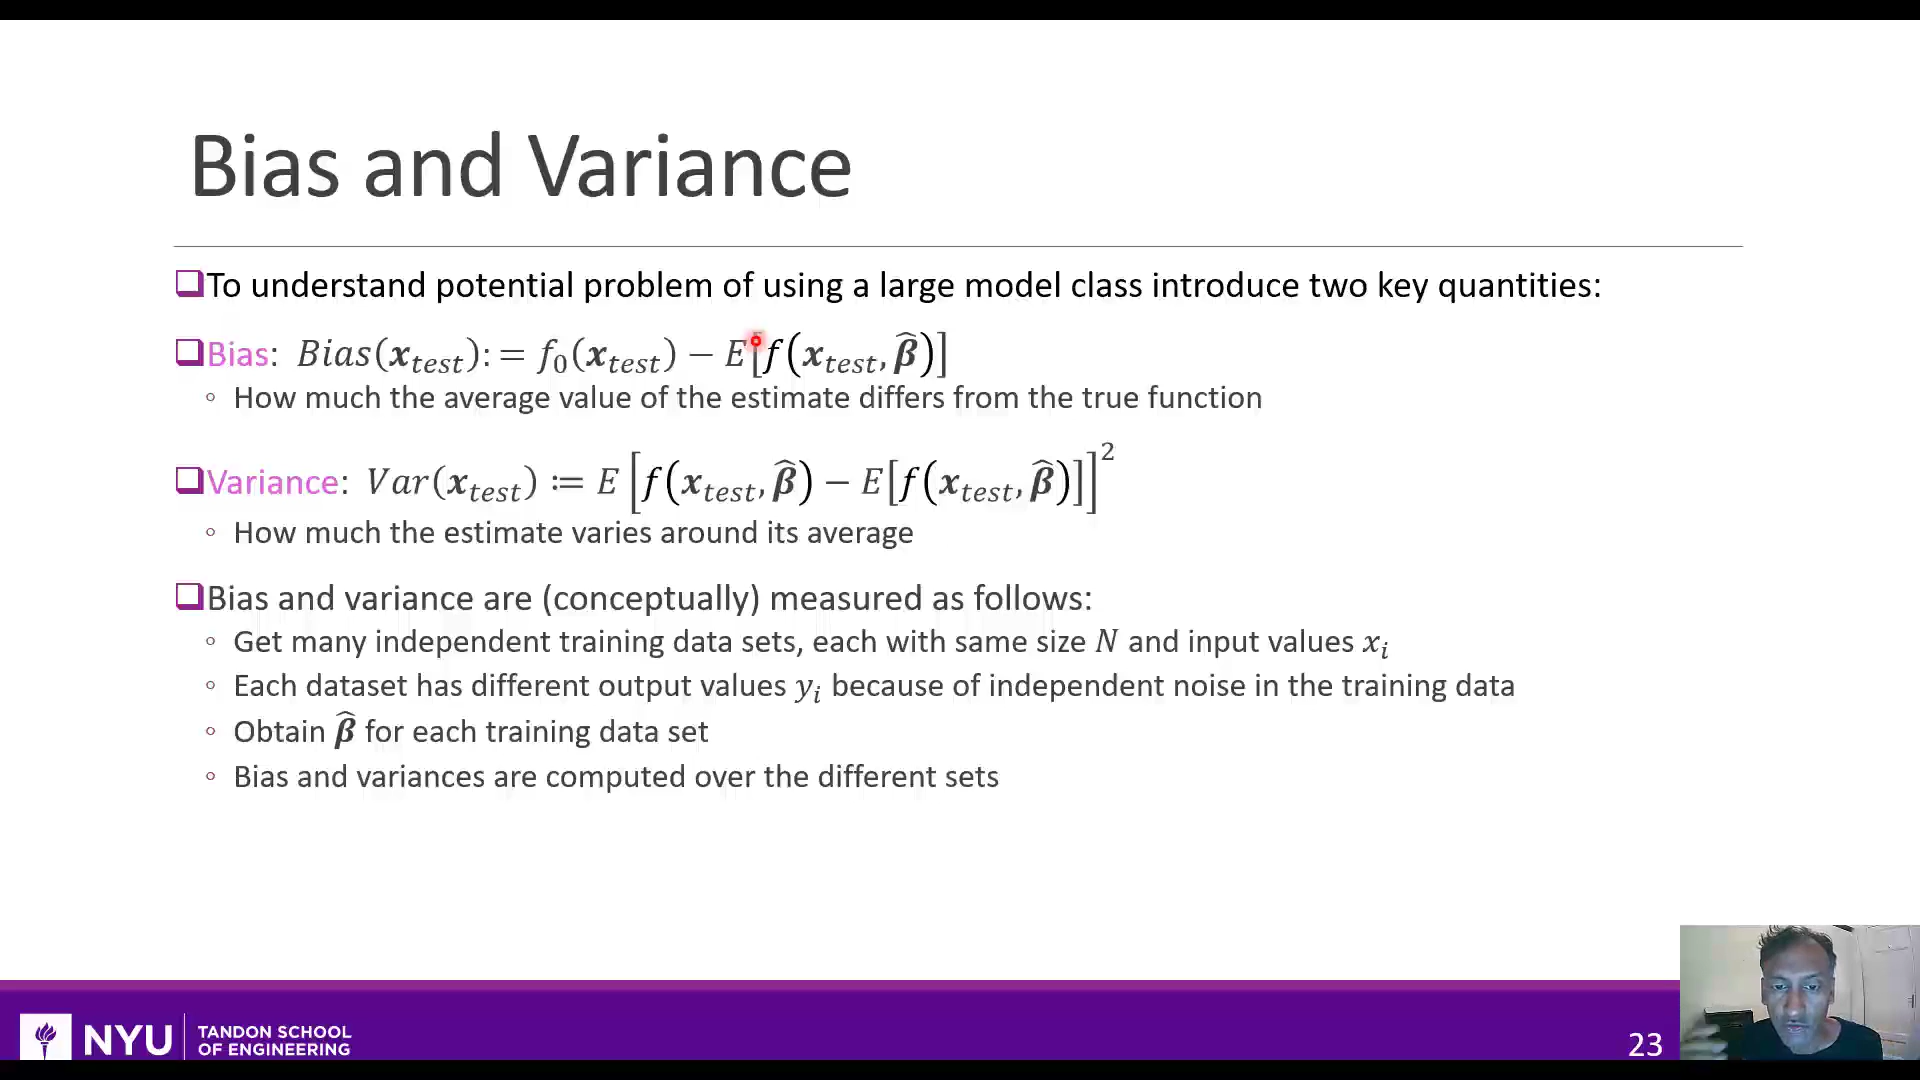 Bias and Variance
❑To understand potential problem of using a large model class introduce two key quantities:
❑Bias: Bias(𝒙_test): = f₀(𝒙_test) − E[f(𝒙_test, 𝜷̂)]
◦ How much the average value of the estimate differs from the true function
❑Variance: Var(𝒙_test) ≔ E[f(𝒙_test, 𝜷̂) − E[f(𝒙_test, 𝜷̂)]]²
◦ How much the estimate varies around its average
❑Bias and variance are (conceptually) measured as follows:
◦ Get many independent training data sets, each with same size N and input values xᵢ
◦ Each dataset has different output values yᵢ because of independent noise in the training data
◦ Obtain 𝜷̂ for each training data set
◦ Bias and variances are computed over the different sets
NYU
TANDON SCHOOL
OF ENGINEERING
23